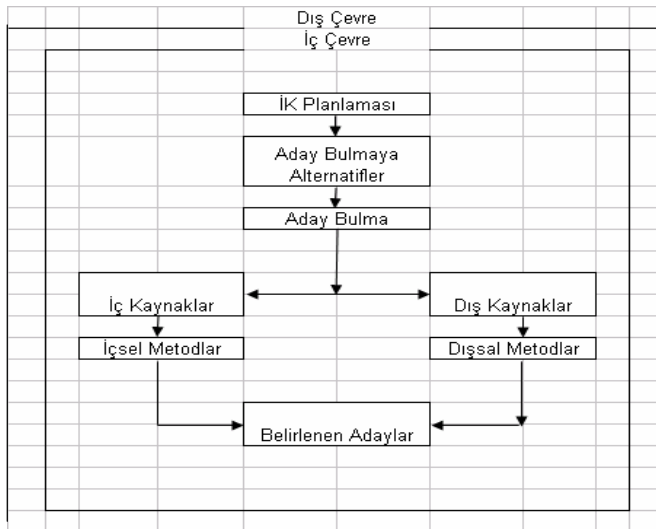 Dış Çevre
İç Çevre
İK Planlaması
Aday Bulmaya
Alternatifler
Aday Bulma
İç Kaynaklar
Dış Kaynaklar
İçsel Metodlar
Dışsal Metodlar
Belirlenen Adaylar